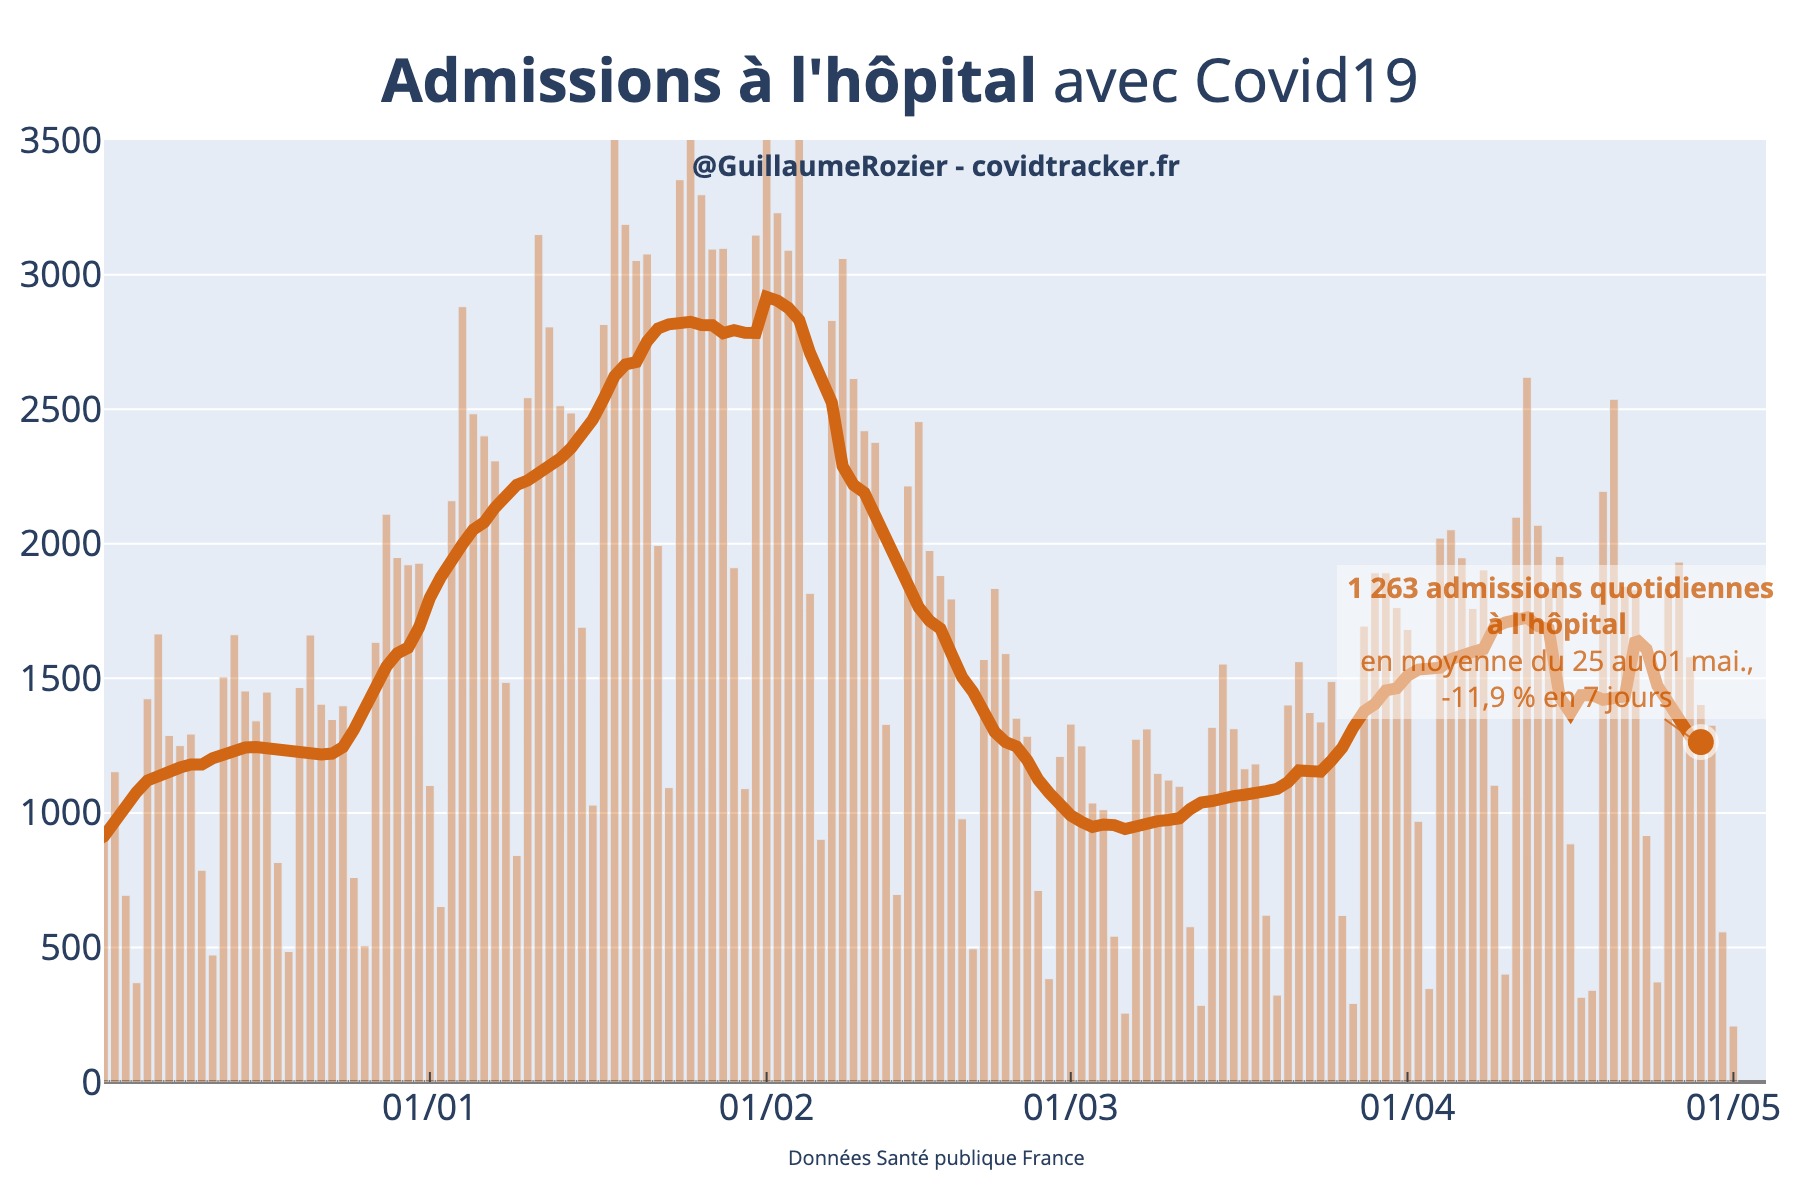 Admissions à l'hôpital avec Covid19
@GuillaumeRozier - covidtracker.fr
3500
3000
2500
2000
1500
1000
500
0
1 263 admissions quotidiennes
à l'hôpital
en moyenne du 25 au 01 mai.,
-11,9 % en 7 jours
01/01 01/02 01/03 01/04 01/05
Données Santé publique France